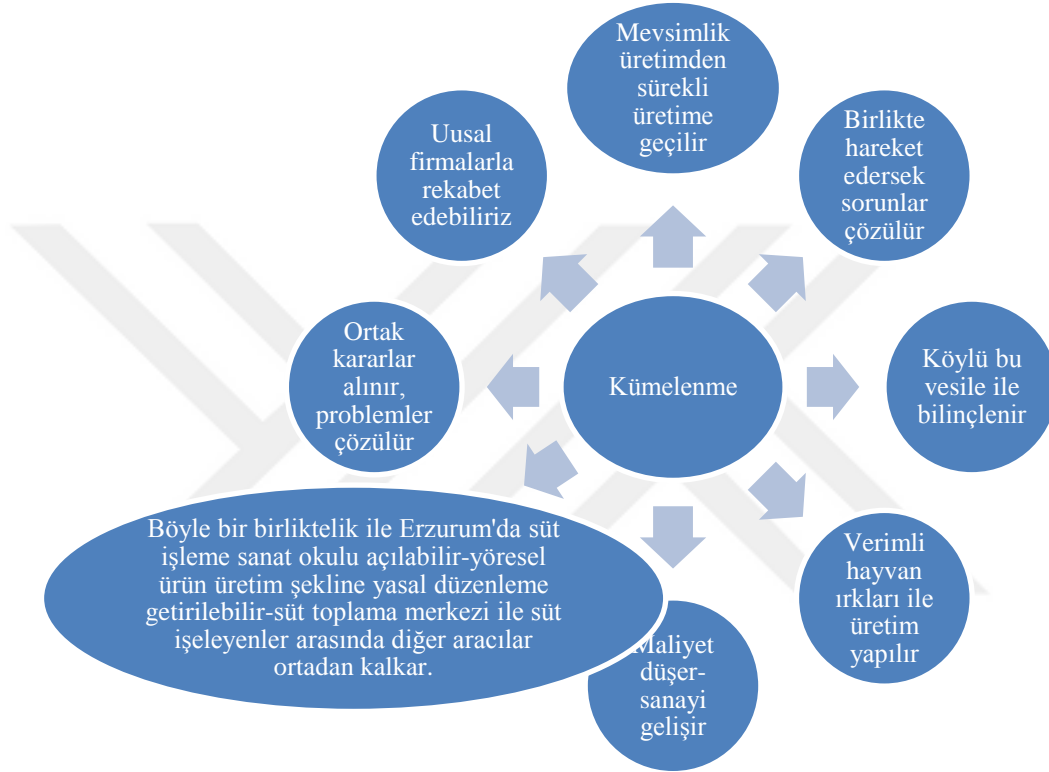 Mevsimlik
üretimden
sürekli
üretime
geçilir
Birlikte
hareket
edersek
sorunlar
çözülür
Köylü bu
vesile ile
bilinçlenir
Verimli
hayvan
ırkları ile
üretim
yapılır
Maliyet
düşer-
sanayi
gelişir
Böyle bir birliktelik ile Erzurum'da süt
işleme sanat okulu açılabilir-yöresel
ürün üretim şekline yasal düzenleme
getirilebilir-süt toplama merkezi ile süt
işeleyenler arasında diğer aracılar
ortadan kalkar.
Ortak
kararlar
alınır,
problemler
çözülür
Uusal
firmalarla
rekabet
edebiliriz
Kümelenme